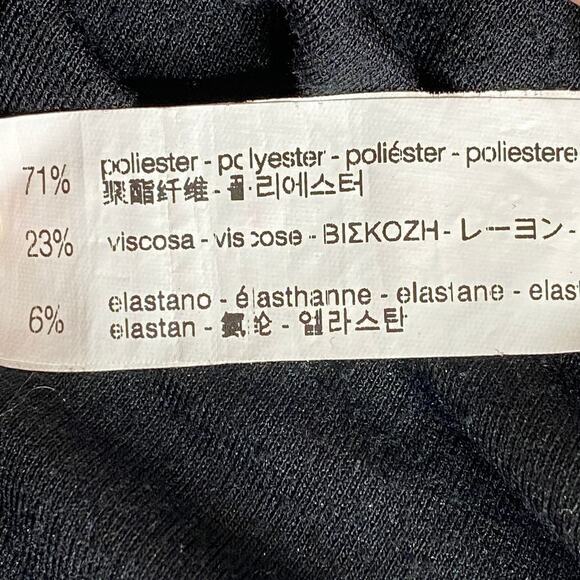 71% poliester - polyester - poliéster - poliestere
聚酯纤维 - 폴리에스터
23% viscosa - viscose - ΒΙΣΚΟΖΗ - レーヨン -
6% elastano - élasthanne - elastane - elas
elastan - 氨纶 - 엘라스탄